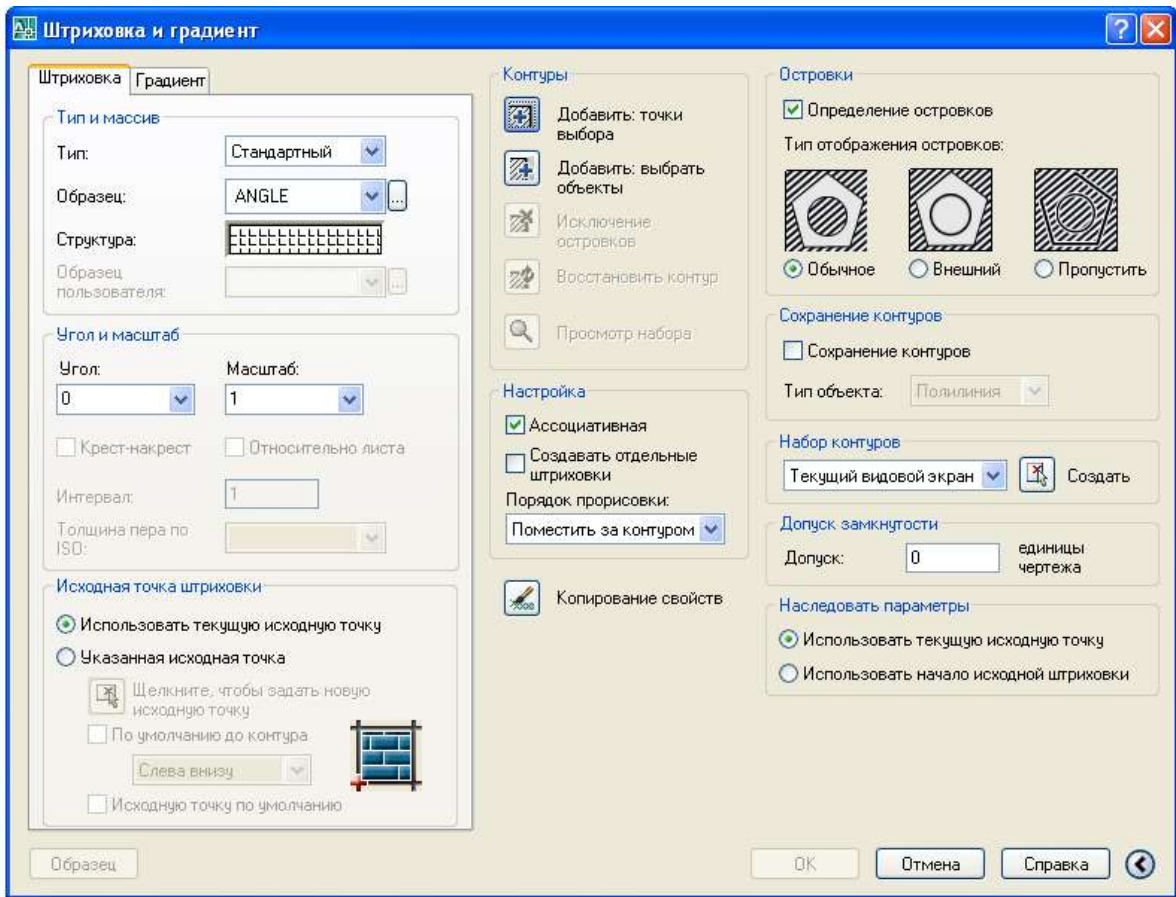 Штриховка и градиент
Штриховка
Градиент
Тип и массив
Тип:
Стандартный
Образец:
ANGLE
...
Структура:
Образец
пользователя:
...
Угол и масштаб
Угол:
Масштаб:
0
1
Крест-накрест
Относительно листа
Интервал:
1
Толщина пера по
ISO:
Исходная точка штриховки
Использовать текущую исходную точку
Указанная исходная точка
Щелкните, чтобы задать новую
исходную точку
По умолчанию до контура
Слева внизу
Исходную точку по умолчанию
Контуры
Добавить: точки
выбора
Добавить: выбрать
объекты
Исключение
островков
Восстановить контур
Просмотр набора
Настройка
Ассоциативная
Создавать отдельные
штриховки
Порядок прорисовки:
Поместить за контуром
Копирование свойств
Островки
Определение островков
Тип отображения островков:
Обычное
Внешний
Пропустить
Сохранение контуров
Сохранение контуров
Тип объекта:
Полилиния
Набор контуров
Текущий видовой экран
Создать
Допуск замкнутости
Допуск:
0
единицы
чертежа
Наследовать параметры
Использовать текущую исходную точку
Использовать начало исходной штриховки
Образец
OK
Отмена
Справка